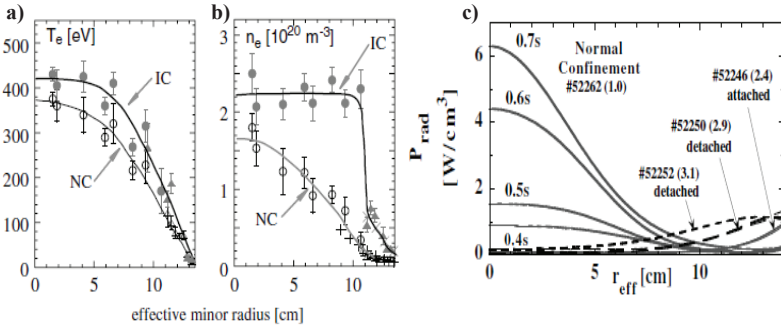 a)
T_e [eV]
500
400
300
200
100
0
IC
NC
0
5
10
b)
n_e [10^20 m^-3]
3
2
1
0
IC
NC
0
5
10
effective minor radius [cm]
c)
P_rad [W/cm^3]
6
4
2
0
0.7s
0.6s
0.5s
0.4s
Normal
Confinement
#52262 (1.0)
#52246 (2.4)
attached
#52250 (2.9)
detached
#52252 (3.1)
detached
0
5
10
r_eff [cm]